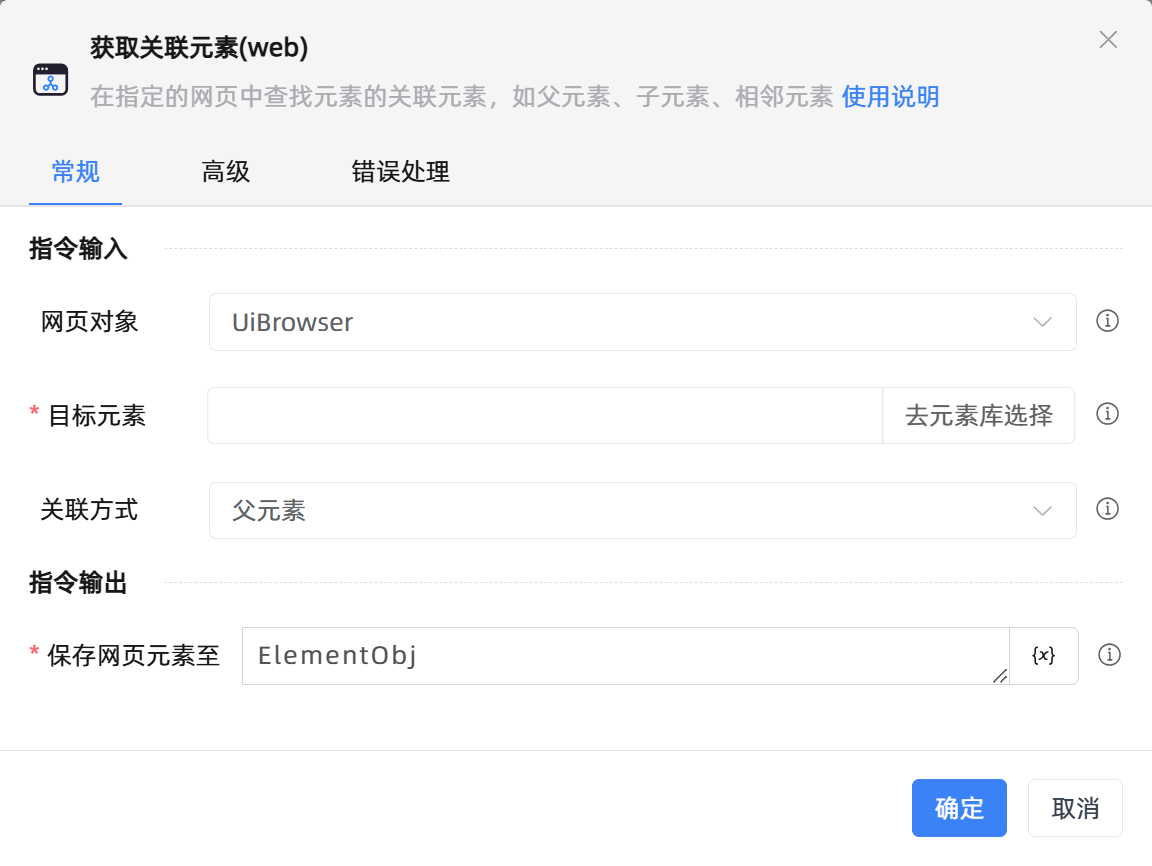 获取关联元素(web)
在指定的网页中查找元素的关联元素，如父元素、子元素、相邻元素 使用说明
常规 高级 错误处理
指令输入
网页对象 UiBrowser
* 目标元素 去元素库选择
关联方式 父元素
指令输出
* 保存网页元素至 ElementObj {x}
确定 取消